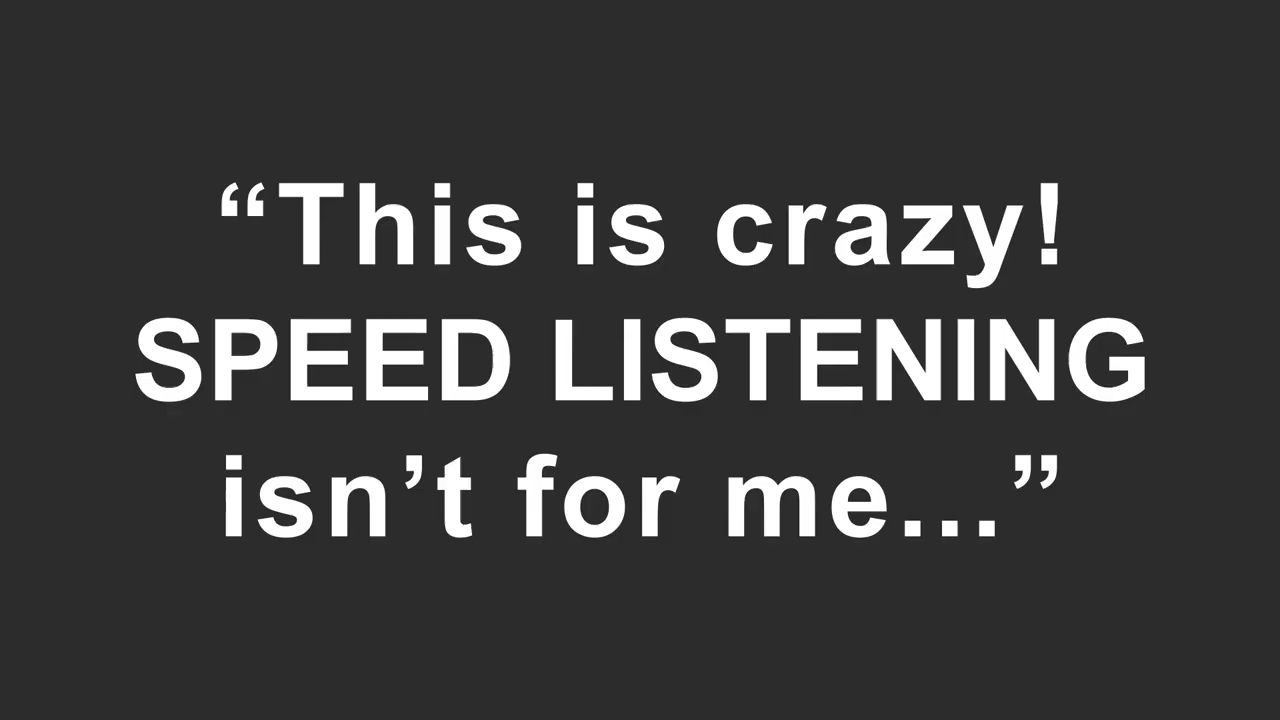 “This is crazy!
SPEED LISTENING
isn’t for me...”